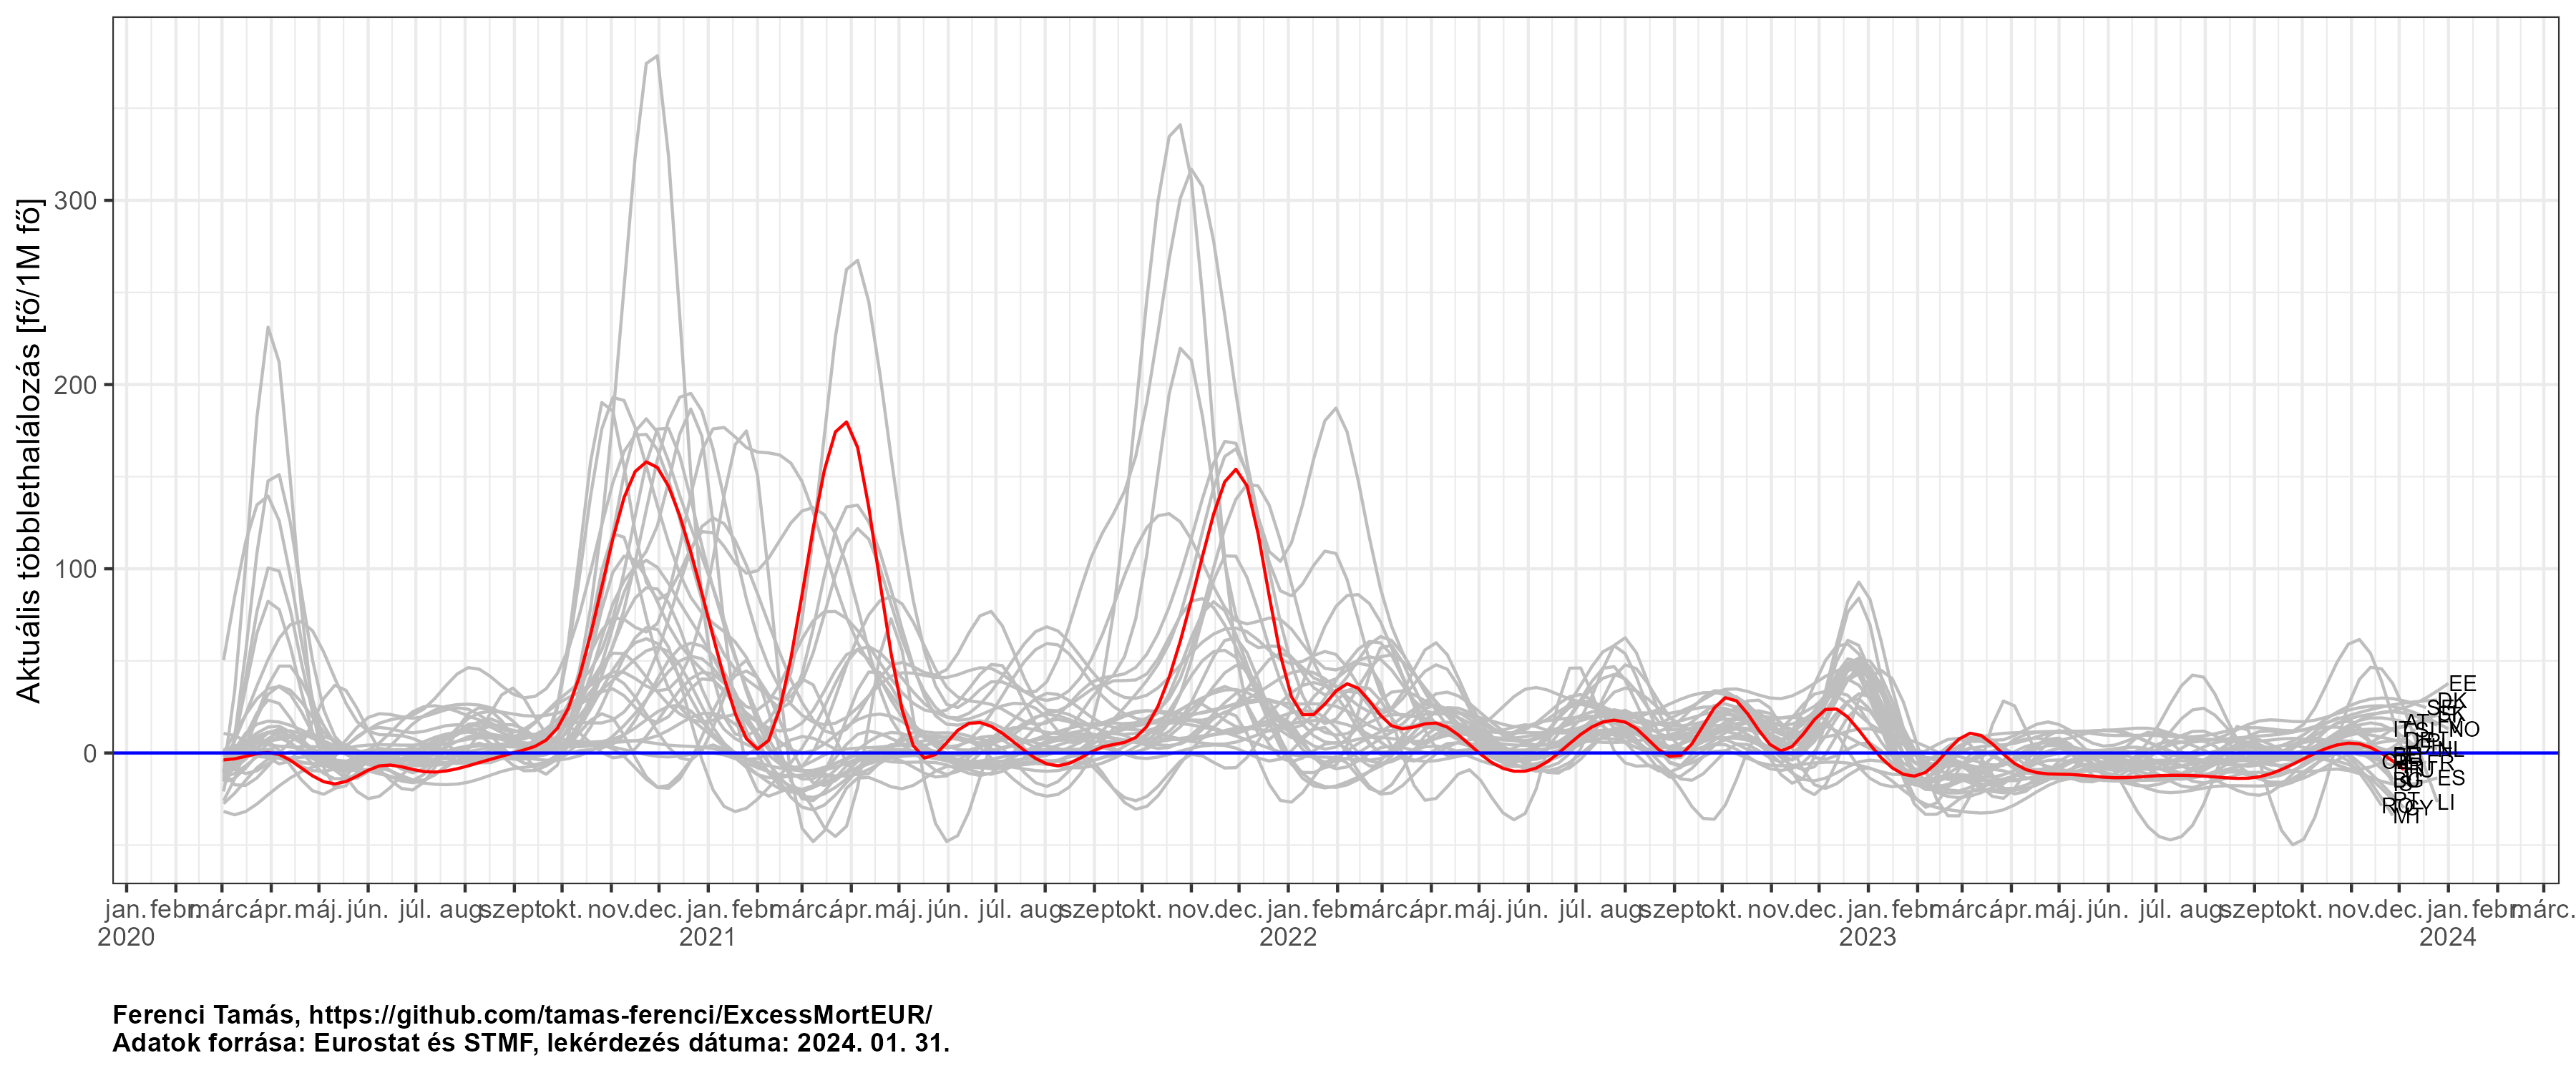 Aktuális többlethalálozás [fő/1M fő]
300
200
100
0
jan. febr. márc. ápr. máj. jún. júl. aug. szept. okt. nov. dec. jan. febr. márc. ápr. máj. jún. júl. aug. szept. okt. nov. dec. jan. febr. márc. ápr. máj. jún. júl. aug. szept. okt. nov. dec. jan. febr. márc. ápr. máj. jún. júl. aug. szept. okt. nov. dec. jan. febr. márc.
2020 2021 2022 2023 2024
EE
DK
SK
NO
NL
FR
ES
LI
RO
CY
MT
Ferenci Tamás, https://github.com/tamas-ferenci/ExcessMortEUR/
Adatok forrása: Eurostat és STMF, lekérdezés dátuma: 2024. 01. 31.